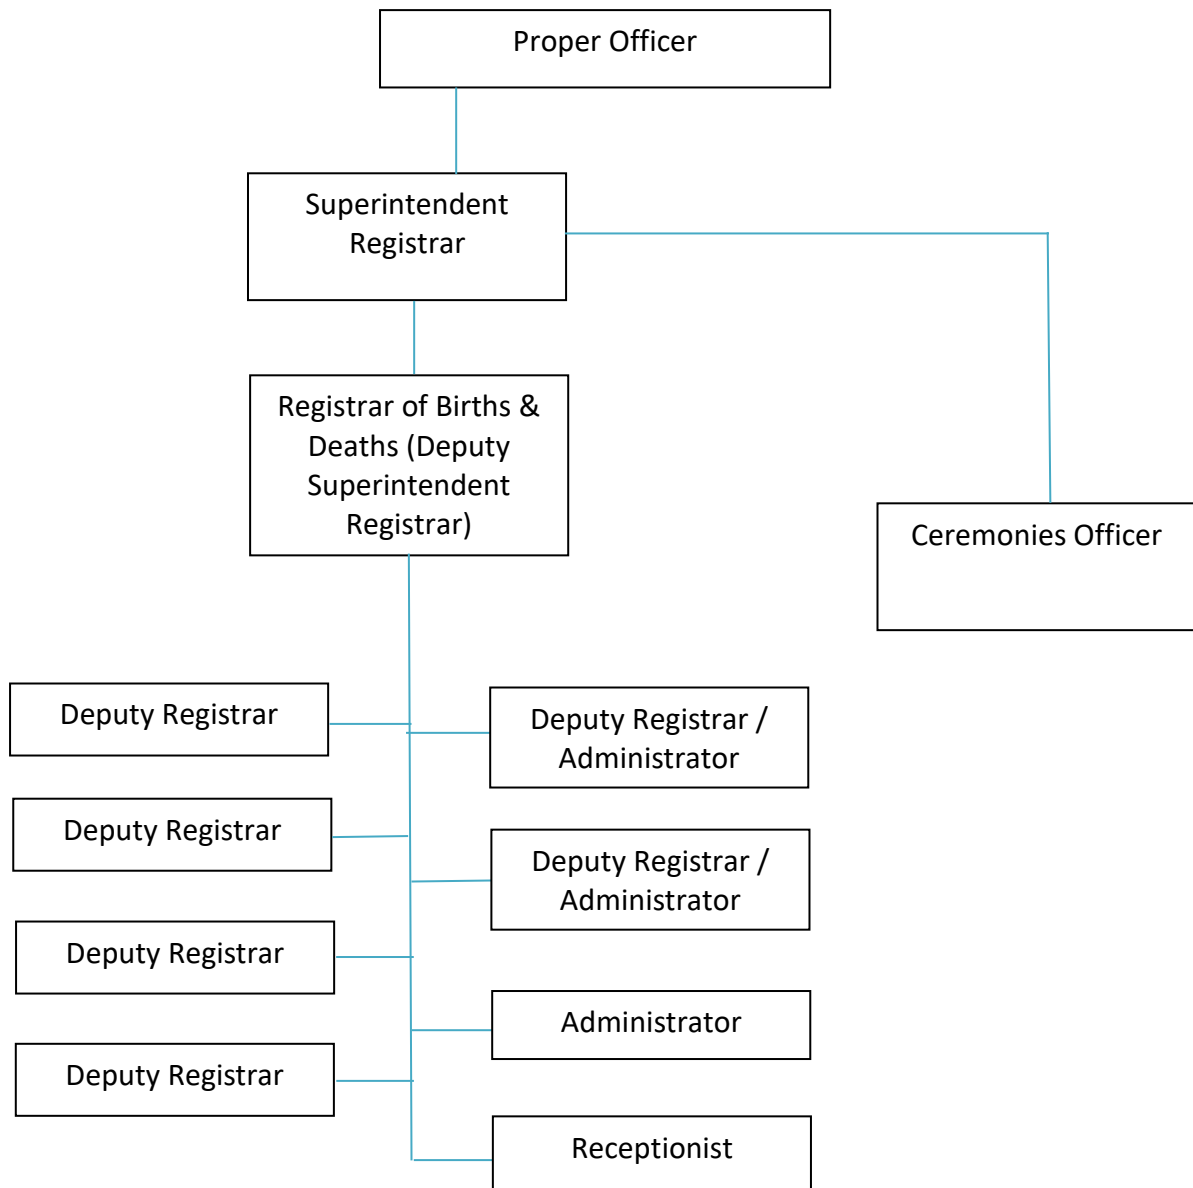 Proper Officer
Superintendent
Registrar
Registrar of Births &
Deaths (Deputy
Superintendent
Registrar)
Ceremonies Officer
Deputy Registrar
Deputy Registrar /
Administrator
Deputy Registrar
Deputy Registrar /
Administrator
Deputy Registrar
Administrator
Deputy Registrar
Receptionist